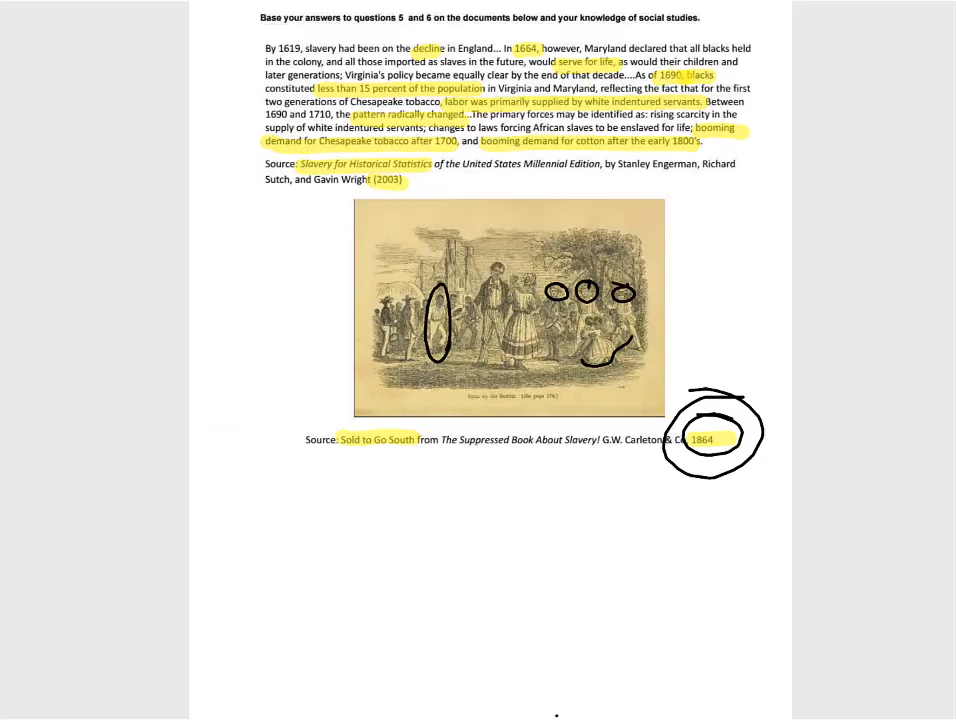 Base your answers to questions 5 and 6 on the documents below and your knowledge of social studies.
By 1619, slavery had been on the decline in England... In 1664, however, Maryland declared that all blacks held
in the colony, and all those imported as slaves in the future, would serve for life, as would their children and
later generations; Virginia's policy became equally clear by the end of that decade....As of 1690, blacks
constituted less than 15 percent of the population in Virginia and Maryland, reflecting the fact that for the first
two generations of Chesapeake tobacco, labor was primarily supplied by white indentured servants. Between
1690 and 1710, the pattern radically changed...The primary forces may be identified as: rising scarcity in the
supply of white indentured servants; changes to laws forcing African slaves to be enslaved for life; booming
demand for Chesapeake tobacco after 1700, and booming demand for cotton after the early 1800's.
Source: Slavery for Historical Statistics of the United States Millennial Edition, by Stanley Engerman, Richard
Sutch, and Gavin Wright (2003)
Sold to Go South. (See page 179.)
Source: Sold to Go South from The Suppressed Book About Slavery! G.W. Carleton & Co, 1864